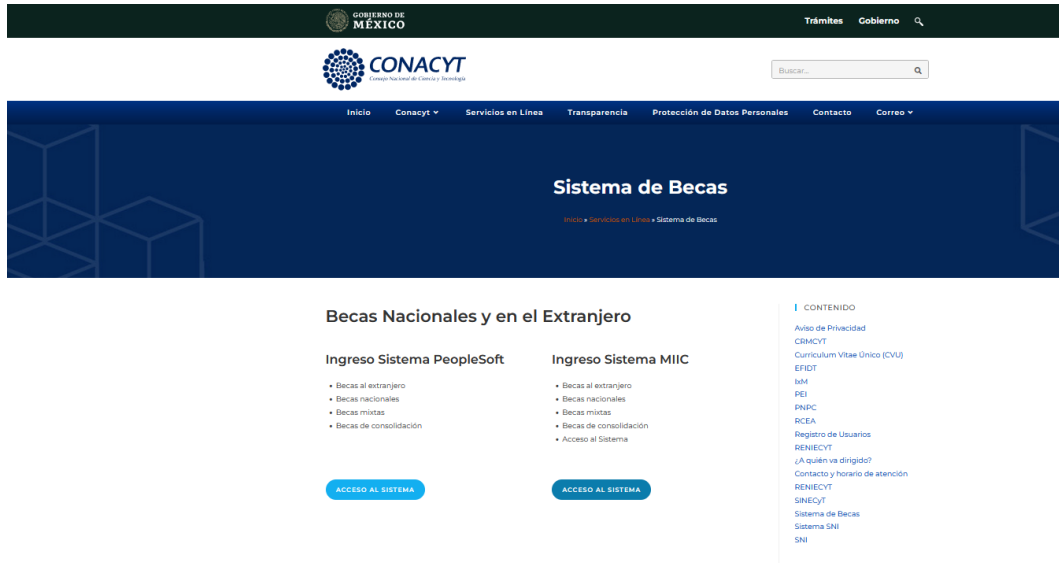 GOBIERNO DE
MÉXICO
Trámites Gobierno
CONACYT
Consejo Nacional de Ciencia y Tecnología
Buscar...
Inicio Conacyt Servicios en Línea Transparencia Protección de Datos Personales Contacto Correo
Sistema de Becas
Inicio » Servicios en Línea » Sistema de Becas
Becas Nacionales y en el Extranjero
Ingreso Sistema PeopleSoft
• Becas al extranjero
• Becas nacionales
• Becas mixtas
• Becas de consolidación
ACCESO AL SISTEMA
Ingreso Sistema MIIC
• Becas al extranjero
• Becas nacionales
• Becas mixtas
• Becas de consolidación
• Acceso al Sistema
ACCESO AL SISTEMA
CONTENIDO
Aviso de Privacidad
CRMCYT
Curriculum Vitae Único (CVU)
EFIDT
IxM
PEI
PNPC
RCEA
Registro de Usuarios
RENIECYT
¿A quién va dirigido?
Contacto y horario de atención
RENIECYT
SINECyT
Sistema de Becas
Sistema SNI
SNI